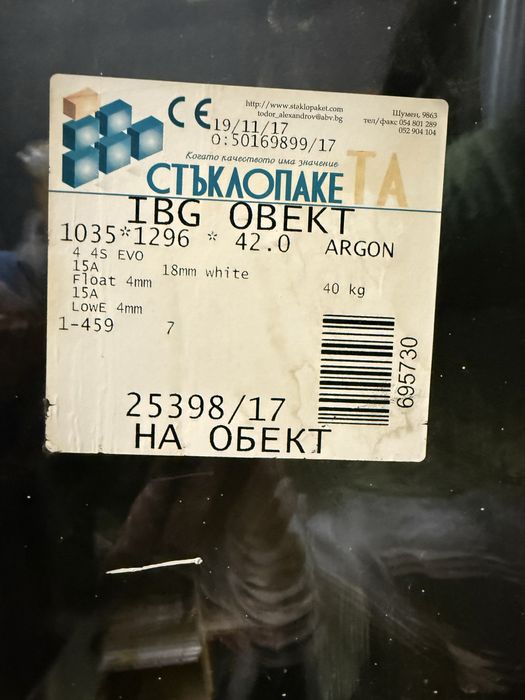 CE
http://www.staklopaket.com
todor_alexandrov@abv.bg
Шумен, 9863
тел/факс 054 801 289
052 904 104
19/11/17
O:50169899/17
Когато качеството има значение
СТЪКЛОПАКЕТА
IBG OBEKT
1035*1296 * 42.0 ARGON
4 4S EVO
15A 18mm white
Float 4mm 40 kg
15A
LowE 4mm
1-459 7
695730
25398/17
НА ОБЕКТ